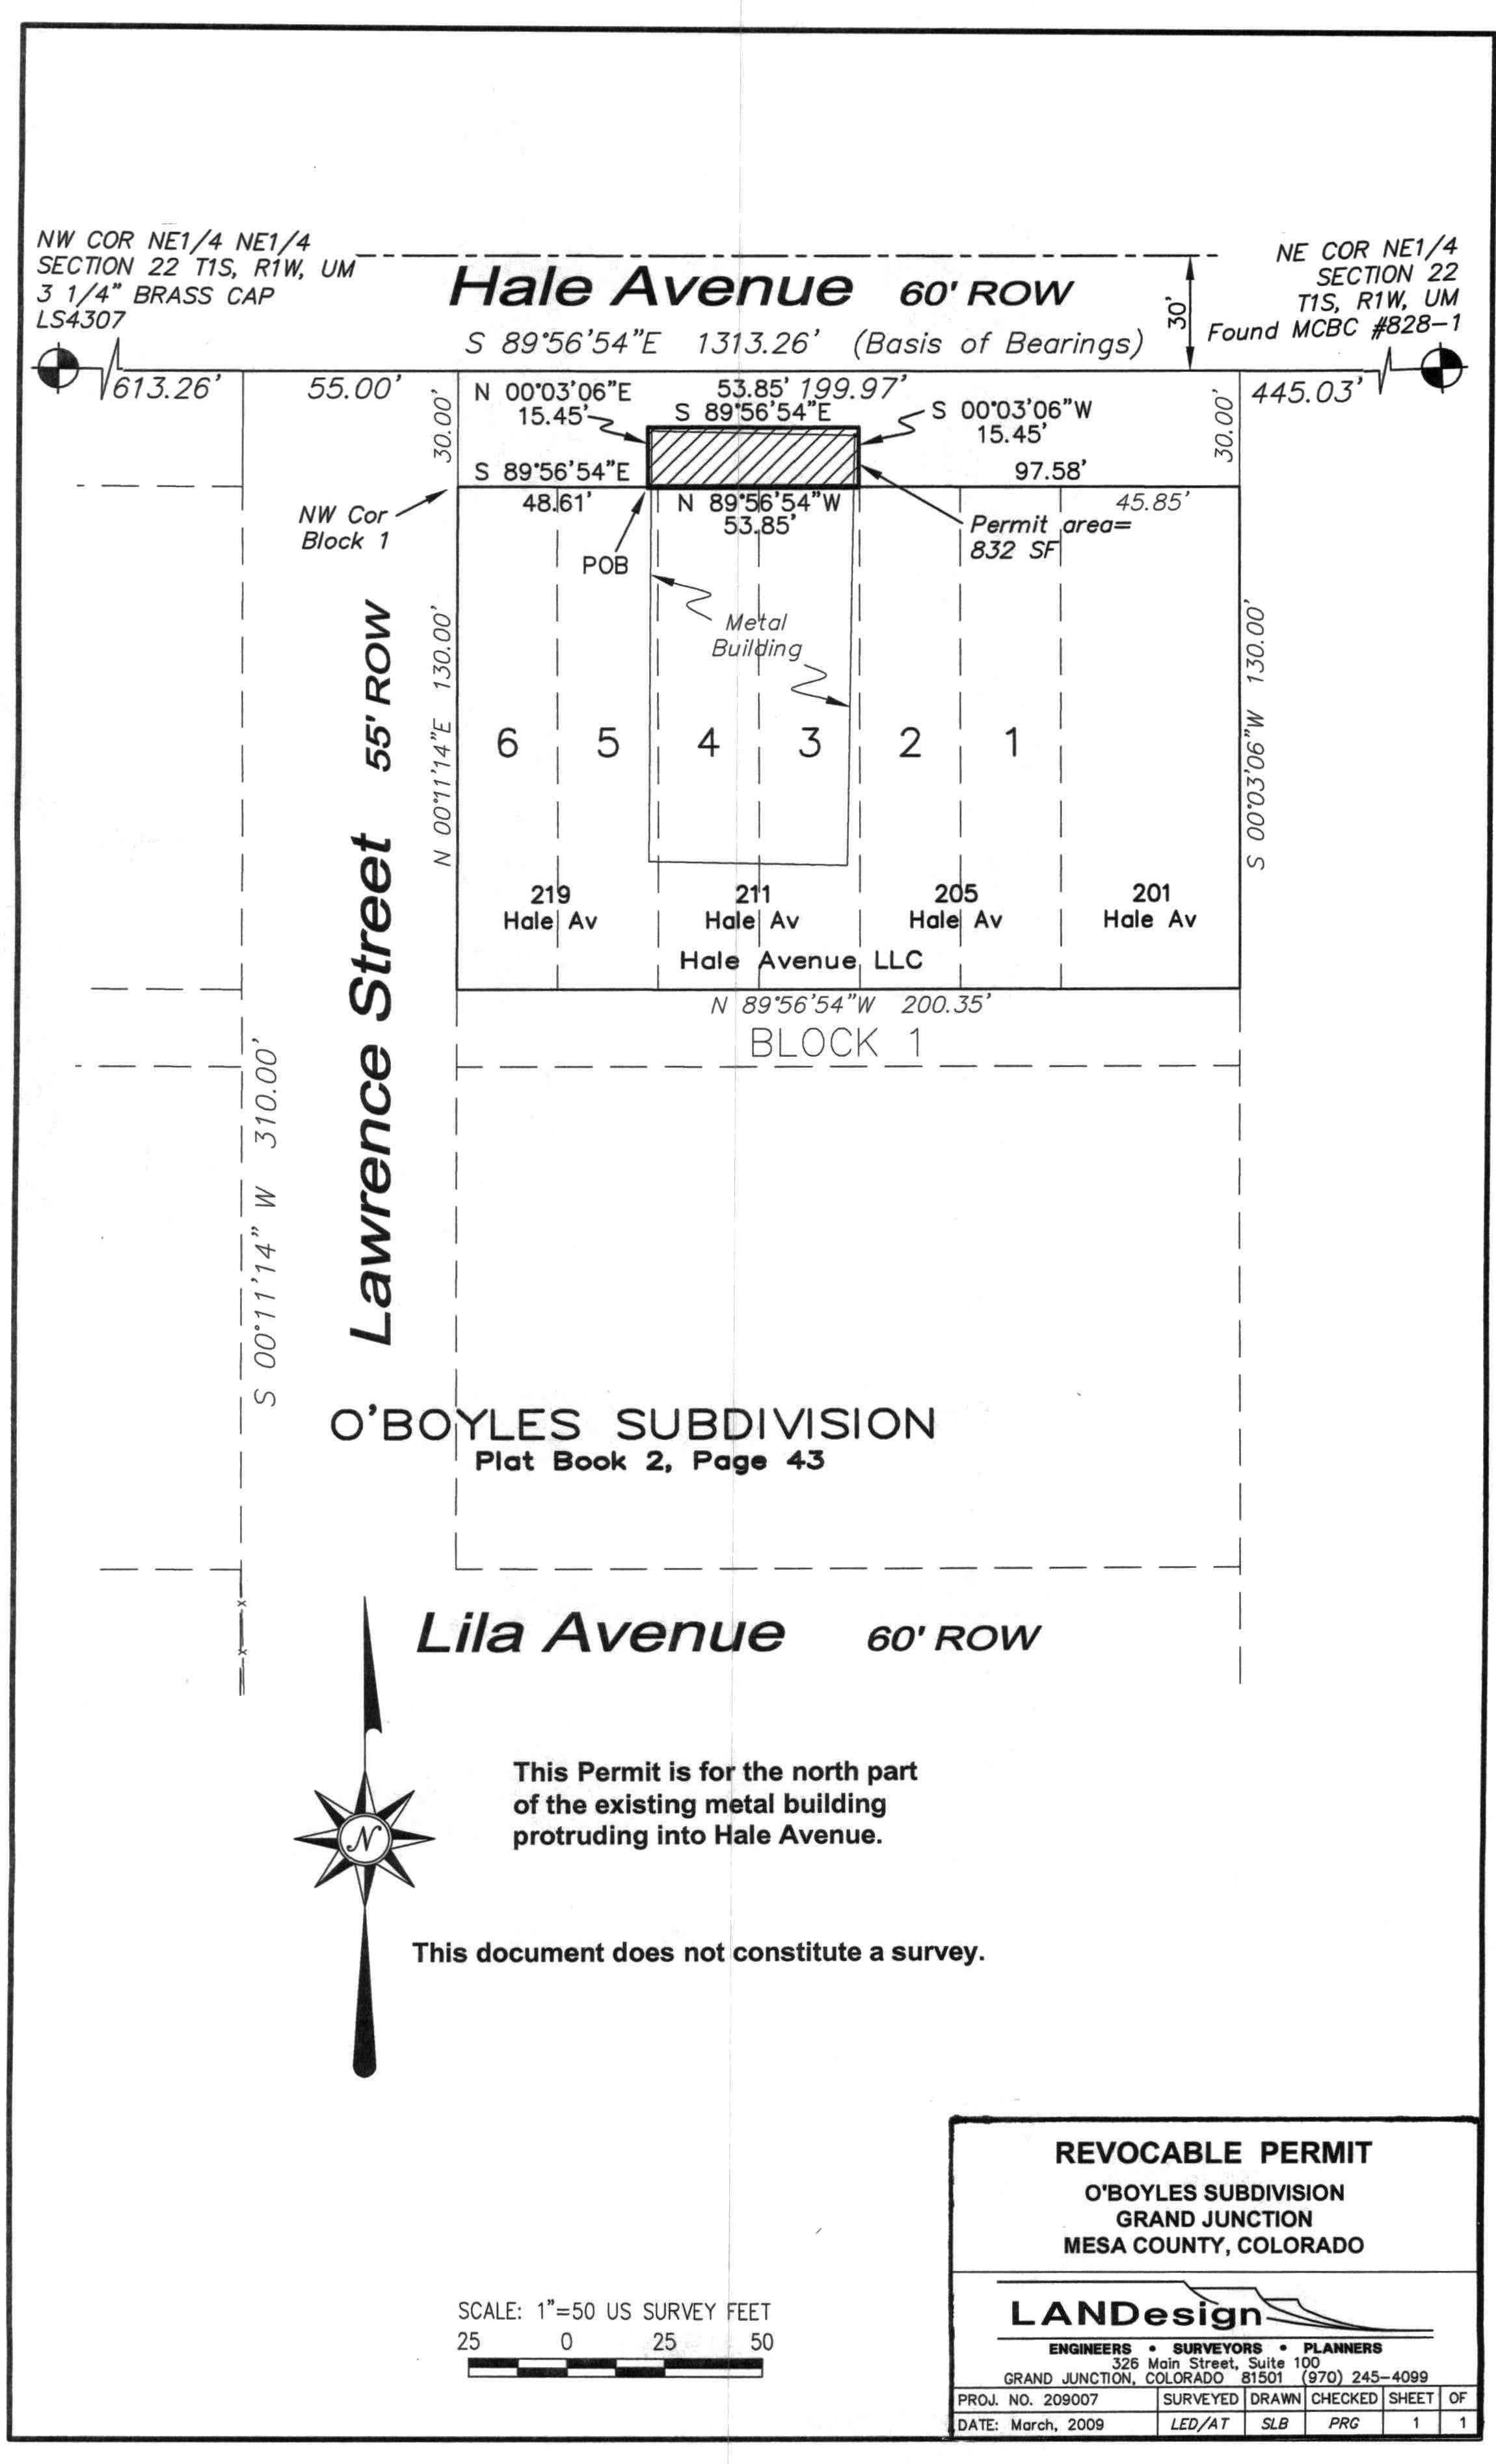 NW COR NE1/4 NE1/4
SECTION 22 T1S, R1W, UM
3 1/4" BRASS CAP
LS4307
Hale Avenue 60' ROW
S 89°56'54"E 1313.26' (Basis of Bearings)
30'
NE COR NE1/4
SECTION 22
T1S, R1W, UM
Found MCBC #828-1
613.26'
55.00'
30.00'
N 00°03'06"E
15.45'
53.85' 199.97'
S 89°56'54"E
S 00°03'06"W
15.45'
30.00'
445.03'
S 89°56'54"E
48.61'
N 89°56'54"W
53.85'
97.58'
45.85'
NW Cor
Block 1
POB
Permit area=
832 SF
Metal
Building
Lawrence Street 55' ROW
N 00°11'14"E 130.00'
S 00°03'06"W 130.00'
6 5 4 3 2 1
219
Hale Av
211
Hale Av
205
Hale Av
201
Hale Av
Hale Avenue LLC
N 89°56'54"W 200.35'
BLOCK 1
S 00°11'14" W 310.00'
O'BOYLES SUBDIVISION
Plat Book 2, Page 43
Lila Avenue 60' ROW
This Permit is for the north part
of the existing metal building
protruding into Hale Avenue.
N
This document does not constitute a survey.
SCALE: 1"=50 US SURVEY FEET
25 0 25 50
REVOCABLE PERMIT
O'BOYLES SUBDIVISION
GRAND JUNCTION
MESA COUNTY, COLORADO
LANDesign
ENGINEERS • SURVEYORS • PLANNERS
326 Main Street, Suite 100
GRAND JUNCTION, COLORADO 81501 (970) 245-4099
PROJ. NO. 209007 SURVEYED DRAWN CHECKED SHEET OF
DATE: March, 2009 LED/AT SLB PRG 1 1